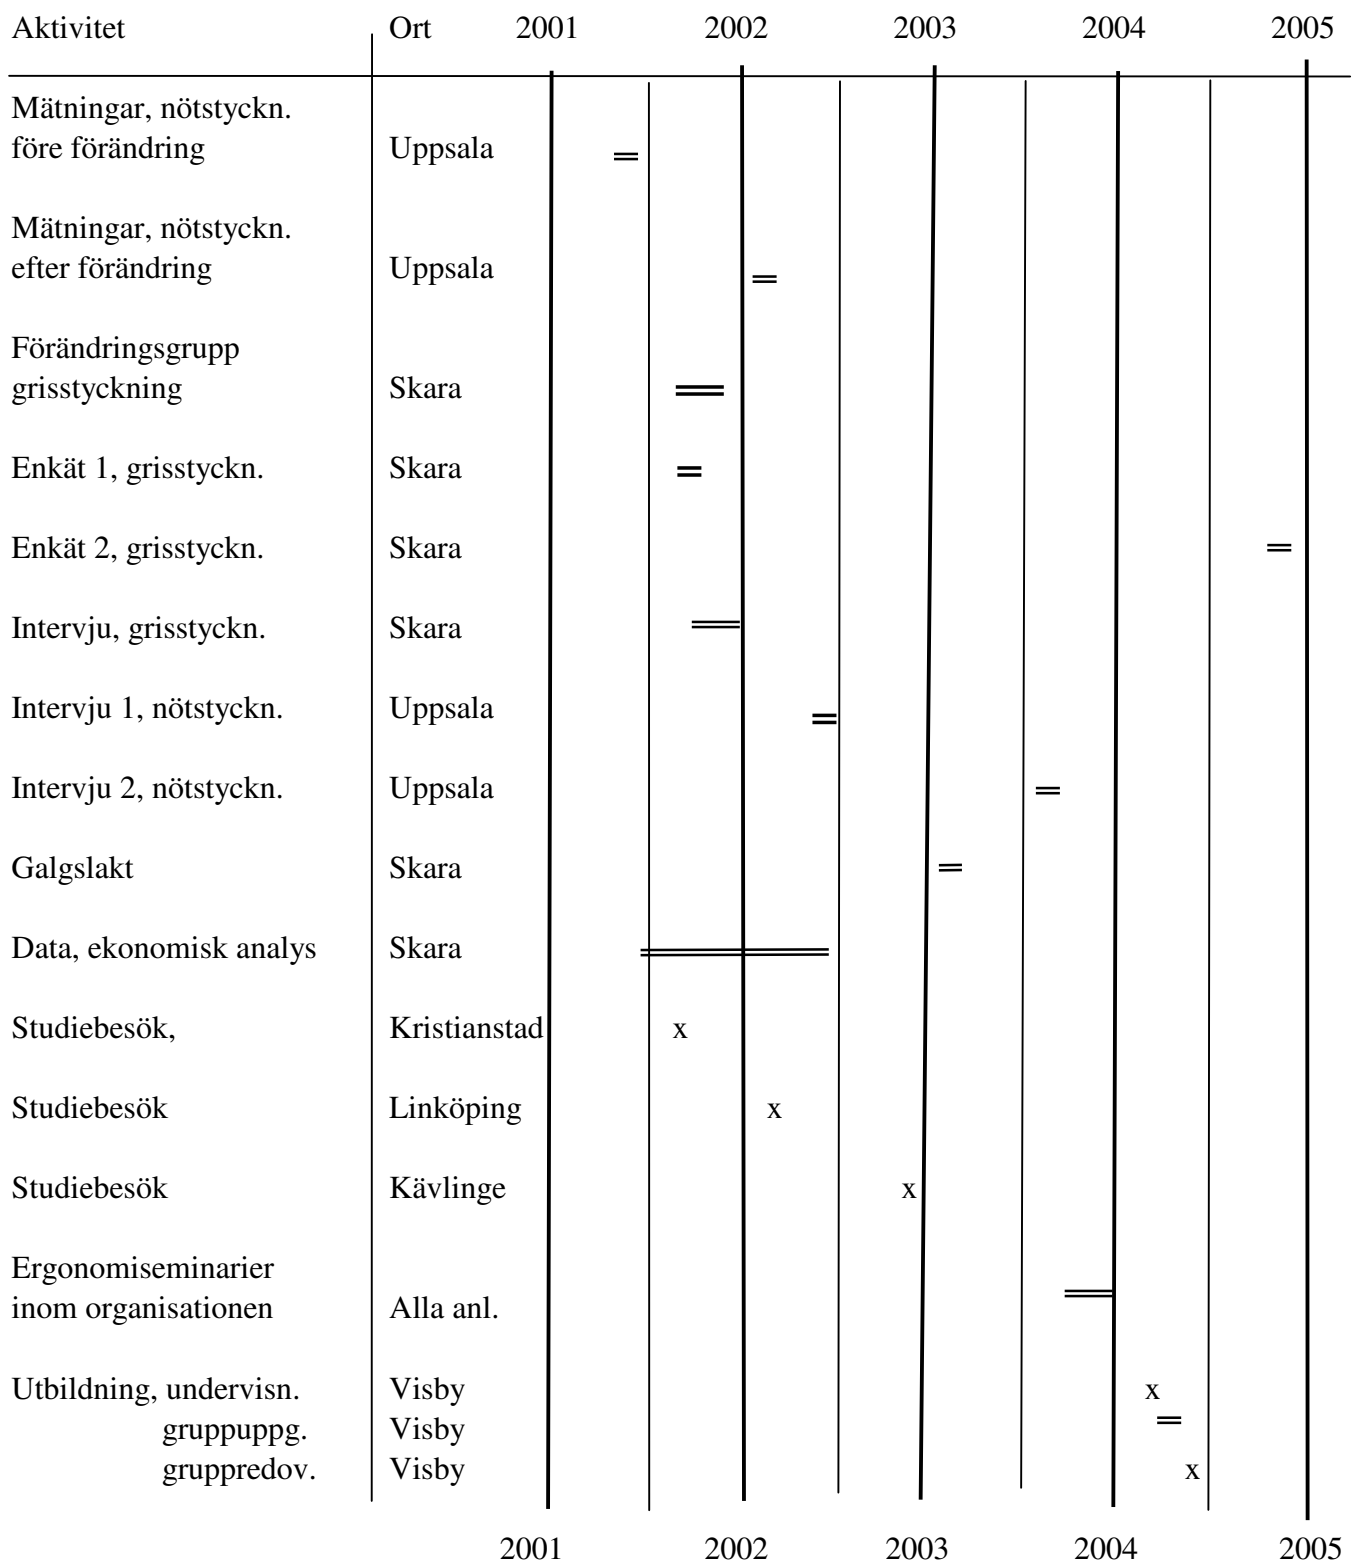 Aktivitet Ort 2001 2002 2003 2004 2005
Mätningar, nötstyckn.
före förändring Uppsala
Mätningar, nötstyckn.
efter förändring Uppsala
Förändringsgrupp
grisstyckning Skara
Enkät 1, grisstyckn. Skara
Enkät 2, grisstyckn. Skara
Intervju, grisstyckn. Skara
Intervju 1, nötstyckn. Uppsala
Intervju 2, nötstyckn. Uppsala
Galgslakt Skara
Data, ekonomisk analys Skara
Studiebesök, Kristianstad x
Studiebesök Linköping x
Studiebesök Kävlinge x
Ergonomiseminarier
inom organisationen Alla anl.
Utbildning, undervisn. Visby x
gruppuppg. Visby
gruppredov. Visby x
2001 2002 2003 2004 2005